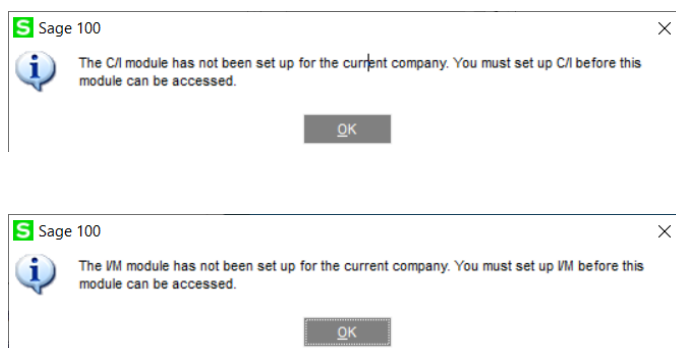 S Sage 100
The C/I module has not been set up for the current company. You must set up C/I before this
module can be accessed.
OK
S Sage 100
The I/M module has not been set up for the current company. You must set up I/M before this
module can be accessed.
OK